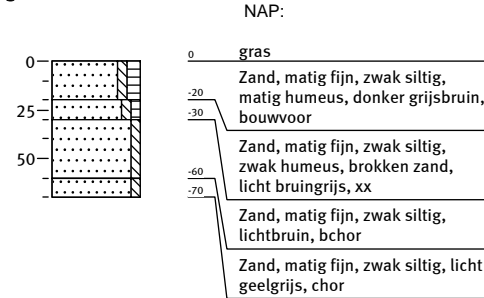 NAP:
0
25
50
0
gras
-20
Zand, matig fijn, zwak siltig,
matig humeus, donker grijsbruin,
bouwvoor
-30
Zand, matig fijn, zwak siltig,
zwak humeus, brokken zand,
licht bruingrijs, xx
-60
Zand, matig fijn, zwak siltig,
lichtbruin, bchor
-70
Zand, matig fijn, zwak siltig, licht
geelgrijs, chor